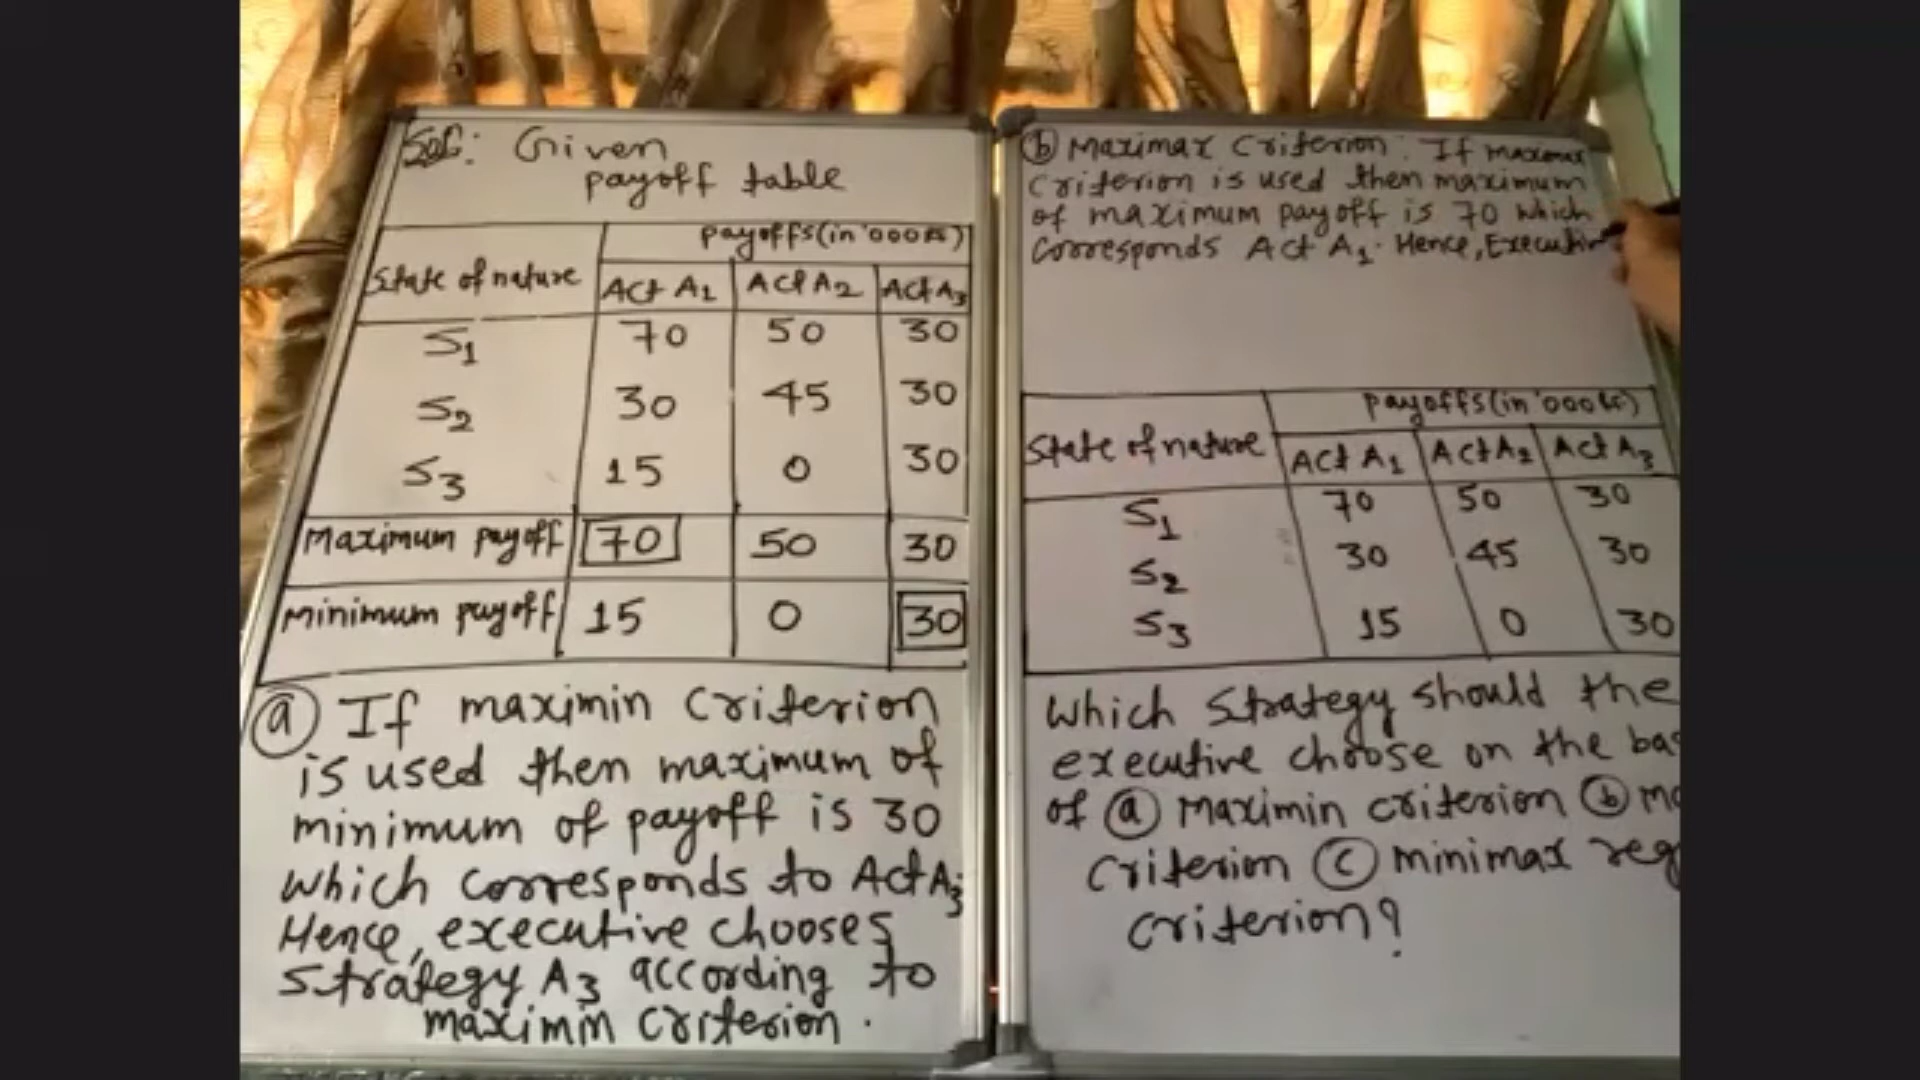 Sol: Given
payoff table
State of nature payoffs(in '000 Rs)
Act A1 Act A2 Act A3
S1 70 50 30
S2 30 45 30
S3 15 0 30
Maximum payoff 70 50 30
Minimum payoff 15 0 30
(a) If maximin criterion
is used then maximum of
minimum of payoff is 30
which corresponds to Act A3
Hence, executive chooses
strategy A3 according to
maximin criterion.
(b) Maximax Criterion: If
criterion is used then maximum
of maximum payoff is 70 which
corresponds Act A1. Hence,
State of nature payoffs(in '000 Rs)
Act A1 Act A2 Act A3
S1 70 50 30
S2 30 45 30
S3 15 0 30
Which Strategy should the
executive choose on the bas
of (a) Maximin criterion (b) ma
criterion (c) minimax reg
criterion?